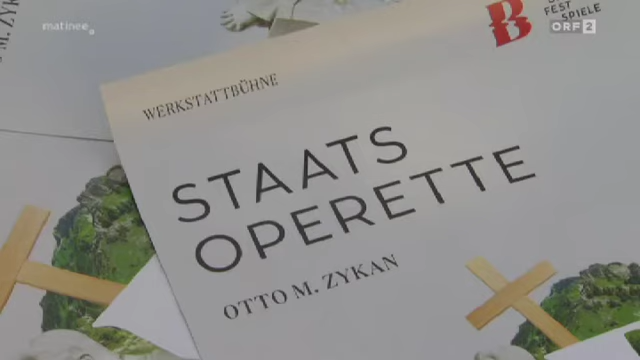 matinee
FEST
SPIELE
ORF 2
WERKSTATTBÜHNE
STAATS
OPERETTE
OTTO M. ZYKAN